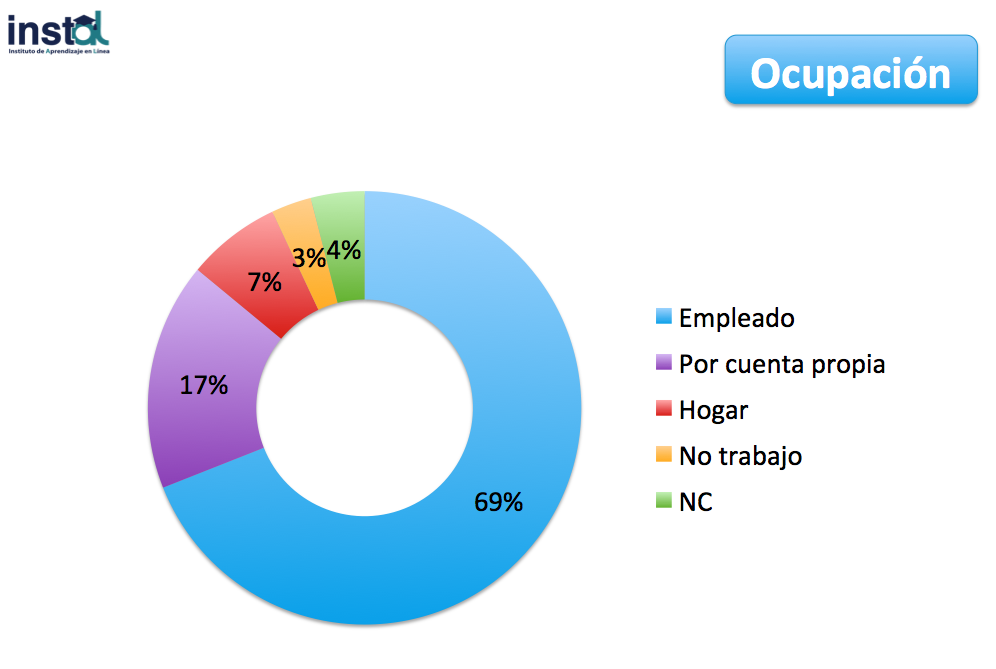 instal
Instituto de Aprendizaje en Línea
Ocupación
4%
3%
7%
17%
69%
Empleado
Por cuenta propia
Hogar
No trabajo
NC